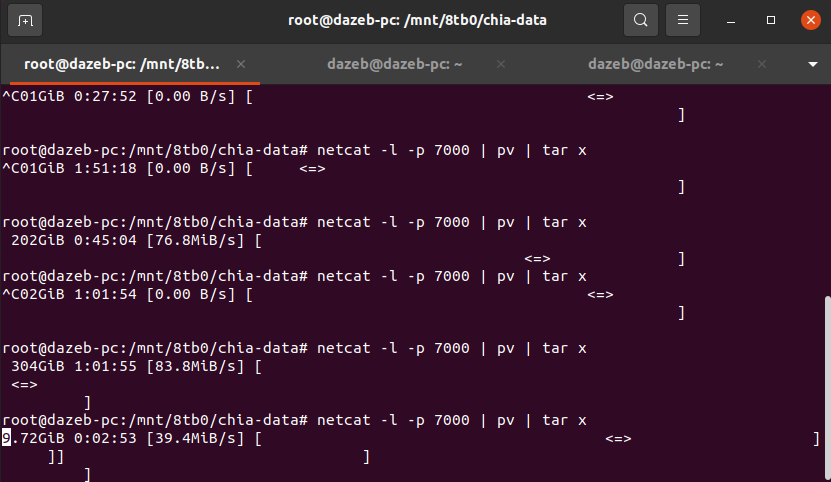 root@dazeb-pc: /mnt/8tb0/chia-data
root@dazeb-pc: /mnt/8tb... × dazeb@dazeb-pc: ~ × dazeb@dazeb-pc: ~ ×
^C01GiB 0:27:52 [0.00 B/s] [ <=>
]
root@dazeb-pc:/mnt/8tb0/chia-data# netcat -l -p 7000 | pv | tar x
^C01GiB 1:51:18 [0.00 B/s] [ <=>
]
root@dazeb-pc:/mnt/8tb0/chia-data# netcat -l -p 7000 | pv | tar x
202GiB 0:45:04 [76.8MiB/s] [
<=> ]
root@dazeb-pc:/mnt/8tb0/chia-data# netcat -l -p 7000 | pv | tar x
^C02GiB 1:01:54 [0.00 B/s] [ <=>
]
root@dazeb-pc:/mnt/8tb0/chia-data# netcat -l -p 7000 | pv | tar x
304GiB 1:01:55 [83.8MiB/s] [
<=>
]
root@dazeb-pc:/mnt/8tb0/chia-data# netcat -l -p 7000 | pv | tar x
9.72GiB 0:02:53 [39.4MiB/s] [ <=> ]
]] ]
]